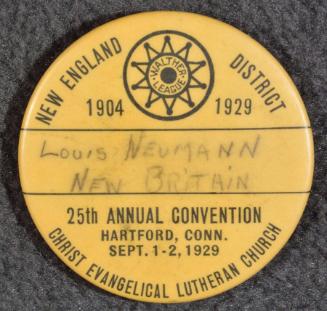 NEW ENGLAND DISTRICT
WALTHER LEAGUE
1904 1929
LOUIS NEUMANN
NEW BRITAIN
25th ANNUAL CONVENTION
HARTFORD, CONN.
SEPT. 1-2, 1929
CHRIST EVANGELICAL LUTHERAN CHURCH